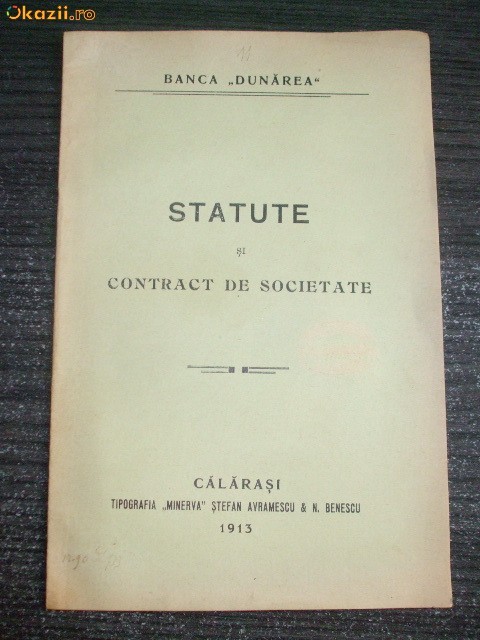 Okazii.ro
BANCA „DUNĂREA“
STATUTE
ȘI
CONTRACT DE SOCIETATE
CĂLĂRAȘI
TIPOGRAFIA „MINERVA” ȘTEFAN AVRAMESCU & N. BENESCU
1913